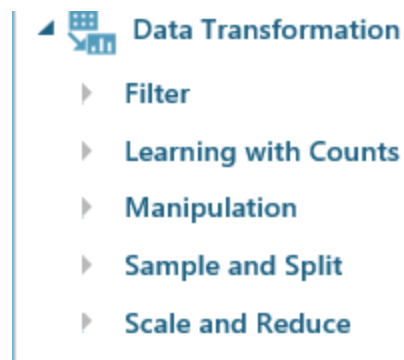 Data Transformation
Filter
Learning with Counts
Manipulation
Sample and Split
Scale and Reduce